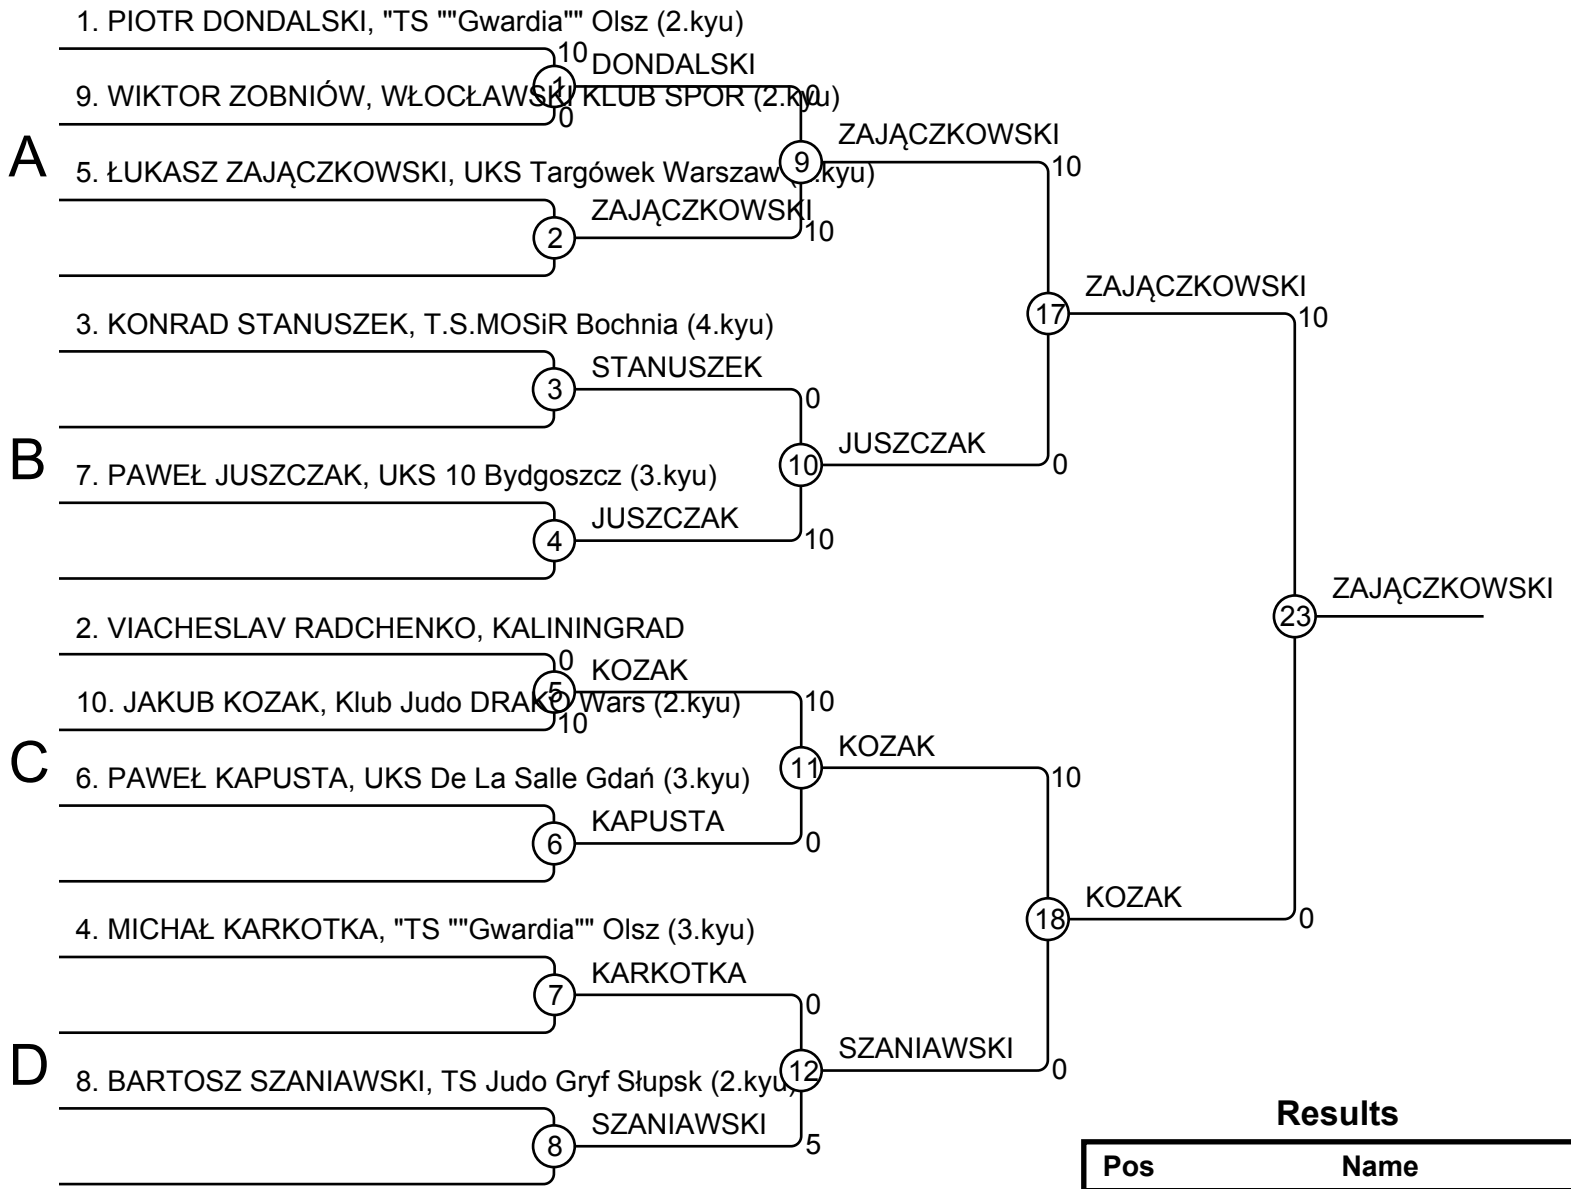 1. PIOTR DONDALSKI, "TS ""Gwardia"" Olsz (2.kyu)
10
DONDALSKI
1
0
9. WIKTOR ZOBNIÓW, WŁOCŁAWSKI KLUB SPOR (2.kyu)
0
ZAJĄCZKOWSKI
A
9
10
5. ŁUKASZ ZAJĄCZKOWSKI, UKS Targówek Warszaw (.kyu)
ZAJĄCZKOWSKI
2
10
ZAJĄCZKOWSKI
17
10
3. KONRAD STANUSZEK, T.S.MOSiR Bochnia (4.kyu)
STANUSZEK
3
0
JUSZCZAK
B
10
0
7. PAWEŁ JUSZCZAK, UKS 10 Bydgoszcz (3.kyu)
JUSZCZAK
4
10
ZAJĄCZKOWSKI
23
2. VIACHESLAV RADCHENKO, KALININGRAD
0
KOZAK
5
10
10. JAKUB KOZAK, Klub Judo DRAKO Wars (2.kyu)
10
KOZAK
C
11
10
6. PAWEŁ KAPUSTA, UKS De La Salle Gdań (3.kyu)
KAPUSTA
6
0
KOZAK
18
0
4. MICHAŁ KARKOTKA, "TS ""Gwardia"" Olsz (3.kyu)
KARKOTKA
7
0
SZANIAWSKI
D
12
0
8. BARTOSZ SZANIAWSKI, TS Judo Gryf Słupsk (2.kyu)
SZANIAWSKI
8
5
Results
Pos Name